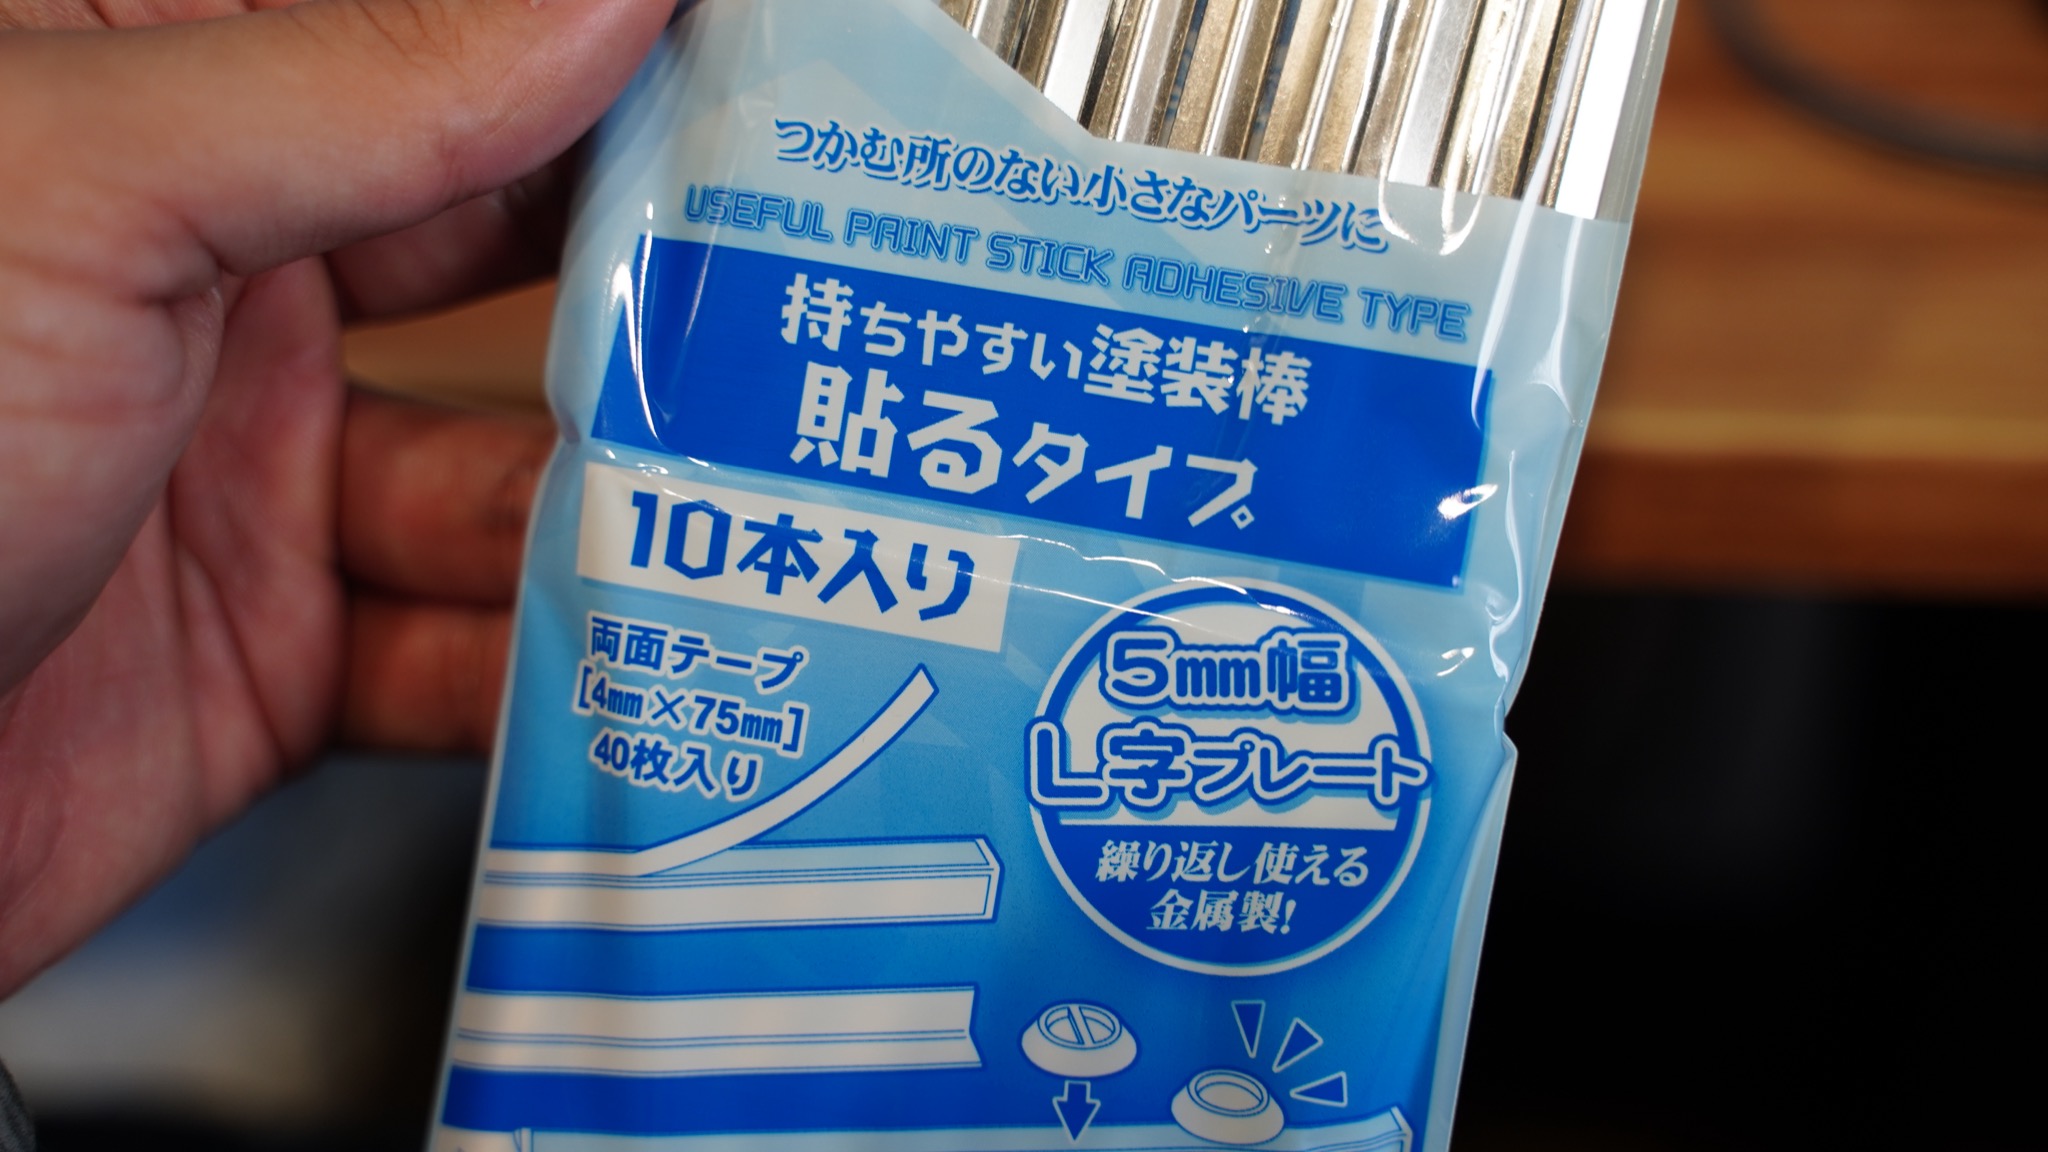 つかむ所のない小さなパーツに
USEFUL PAINT STICK ADHESIVE TYPE
持ちやすい塗装棒
貼るタイプ
10本入り
両面テープ
[4mm×75mm]
40枚入り
5mm幅
L字プレート
繰り返し使える
金属製!